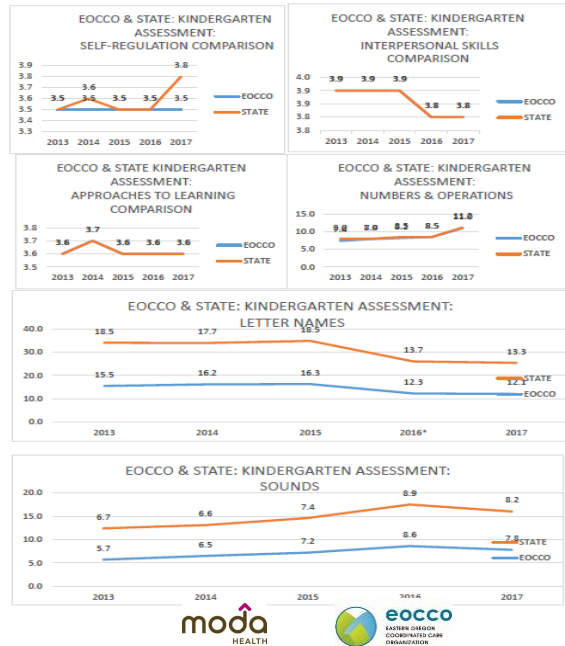 EOCCO & STATE: KINDERGARTEN
ASSESSMENT:
SELF-REGULATION COMPARISON
3.9
3.8
3.7
3.6
3.5
3.4
3.3
3.5
3.6
3.5
3.5
3.5
3.8
3.5
2013 2014 2015 2016 2017
EOCCO
STATE
EOCCO & STATE: KINDERGARTEN
ASSESSMENT:
INTERPERSONAL SKILLS
COMPARISON
4.0
3.9
3.9
3.8
3.8
3.9 3.9 3.9 3.8 3.8
2013 2014 2015 2016 2017
EOCCO
STATE
EOCCO & STATE KINDERGARTEN
ASSESSMENT:
APPROACHES TO LEARNING
COMPARISON
3.8
3.7
3.6
3.5
3.6 3.7 3.6 3.6 3.6
2013 2014 2015 2016 2017
EOCCO
STATE
EOCCO & STATE: KINDERGARTEN
ASSESSMENT:
NUMBERS & OPERATIONS
15.0
10.0
5.0
0.0
8.5
8.5
2013 2014 2015 2016 2017
EOCCO
STATE
EOCCO & STATE: KINDERGARTEN ASSESSMENT:
LETTER NAMES
40.0
30.0
20.0
10.0
0.0
18.5 17.7 18.5 13.7 13.3
15.5 16.2 16.3 12.3 12.1
2013 2014 2015 2016* 2017
STATE
EOCCO
EOCCO & STATE: KINDERGARTEN ASSESSMENT:
SOUNDS
20.0
15.0
10.0
5.0
0.0
6.7 6.6 7.4 8.9 8.2
5.7 6.5 7.2 8.6 7.8
2013 2014 2015 2016 2017
STATE
EOCCO
moda
HEALTH
eocco
EASTERN OREGON
COORDINATED CARE
ORGANIZATION